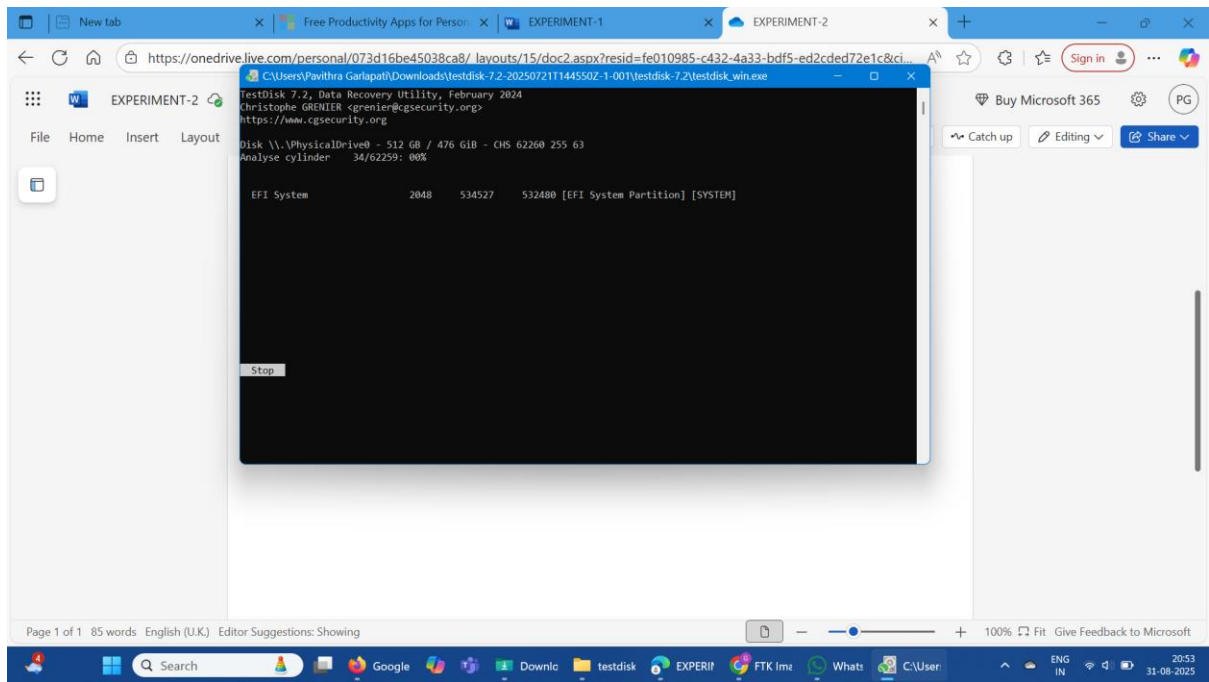 New tab
Free Productivity Apps for Person
EXPERIMENT-1
EXPERIMENT-2
https://onedrive.live.com/personal/073d16be45038ca8/_layouts/15/doc2.aspx?resid=fe010985-c432-4a33-bdf5-ed2cded72e1c&ci...
Sign in
EXPERIMENT-2
Buy Microsoft 365
PG
File Home Insert Layout
Catch up
Editing
Share
C:\Users\Pavithra Garlapati\Downloads\testdisk-7.2-20250721T144550Z-1-001\testdisk-7.2\testdisk_win.exe
TestDisk 7.2, Data Recovery Utility, February 2024
Christophe GRENIER <grenier@cgsecurity.org>
https://www.cgsecurity.org
Disk \\.\PhysicalDrive0 - 512 GB / 476 GiB - CHS 62260 255 63
Analyse cylinder 34/62259: 00%
EFI System 2048 534527 532480 [EFI System Partition] [SYSTEM]
Stop
Page 1 of 1 85 words English (U.K.) Editor Suggestions: Showing
100% Fit Give Feedback to Microsoft
4
Search
Google
Downlc
testdisk
EXPERIM
FTK Ima
Whats
C:\User
ENG
IN
20:53
31-08-2025